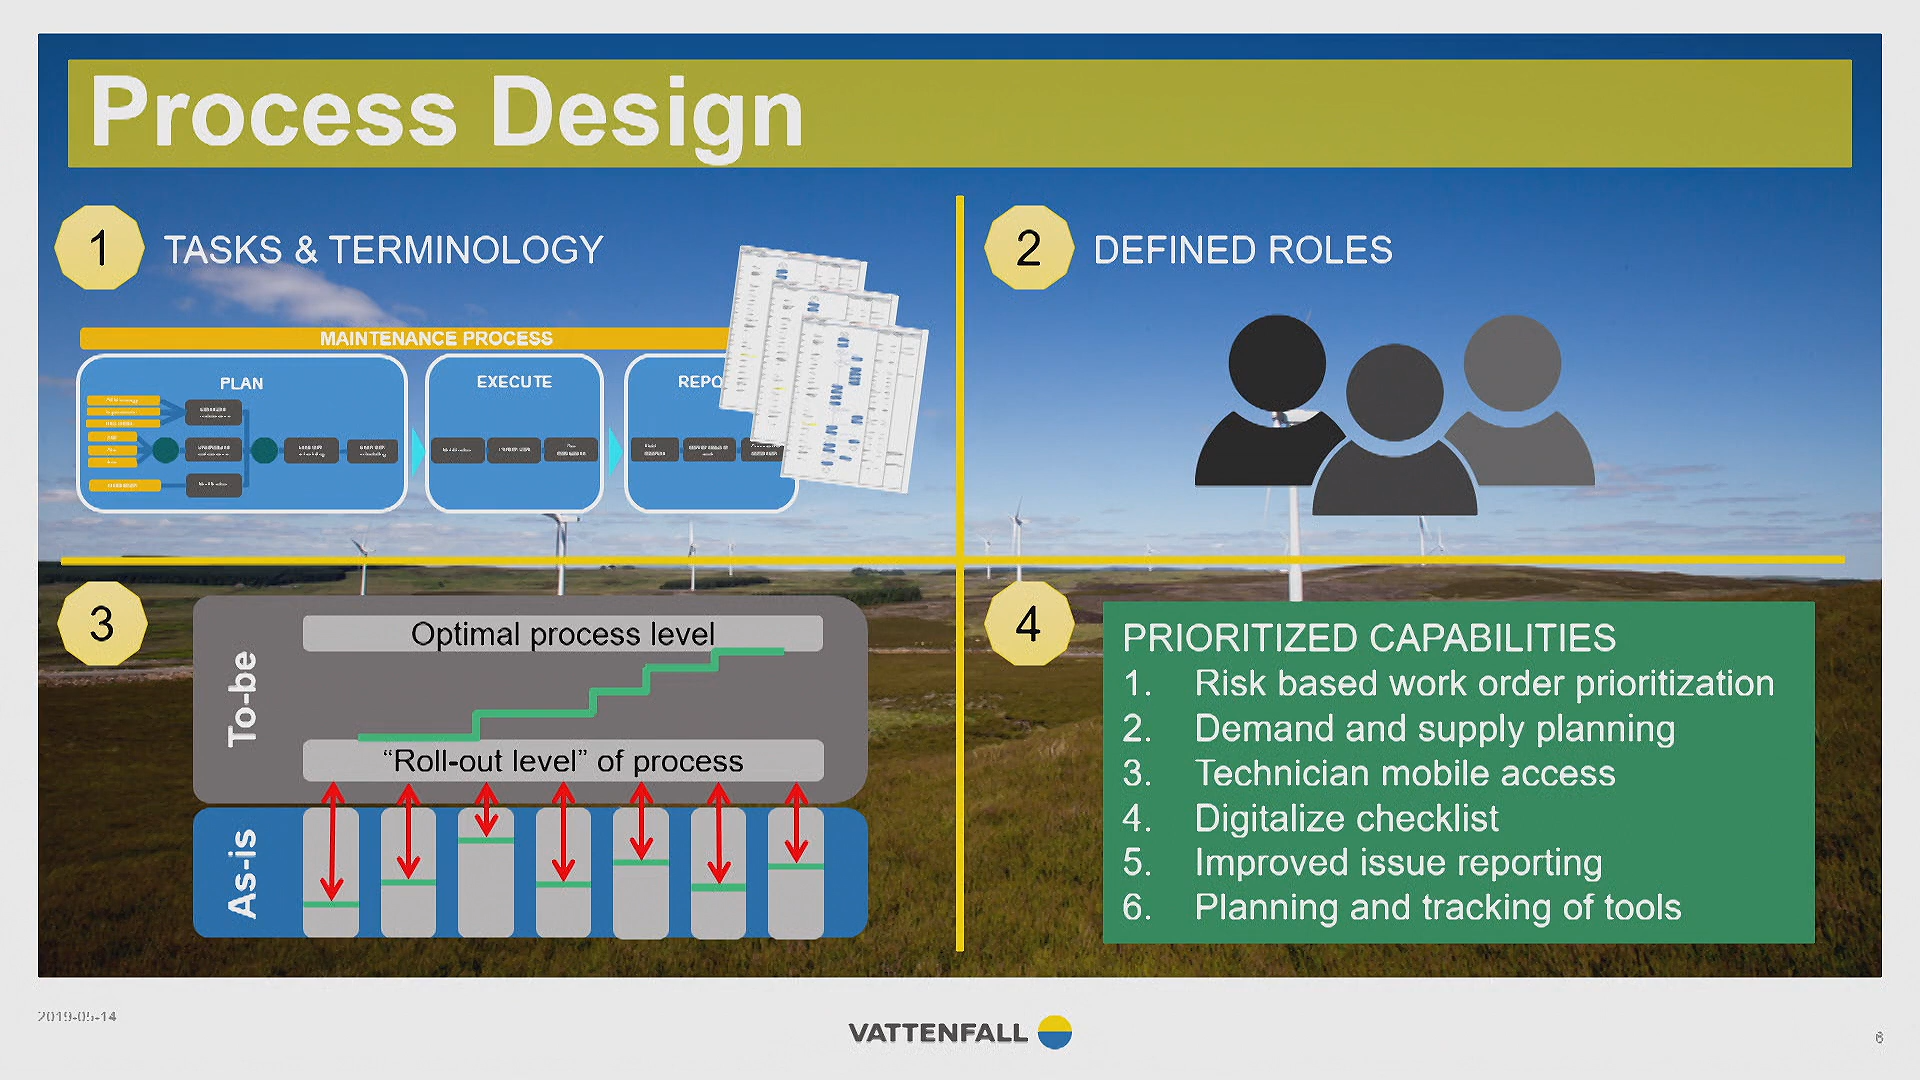 Process Design
1
TASKS & TERMINOLOGY
MAINTENANCE PROCESS
PLAN
EXECUTE
REPO
2
DEFINED ROLES
3
To-be
Optimal process level
“Roll-out level” of process
As-is
4
PRIORITIZED CAPABILITIES
1. Risk based work order prioritization
2. Demand and supply planning
3. Technician mobile access
4. Digitalize checklist
5. Improved issue reporting
6. Planning and tracking of tools
2019-05-14
VATTENFALL
6